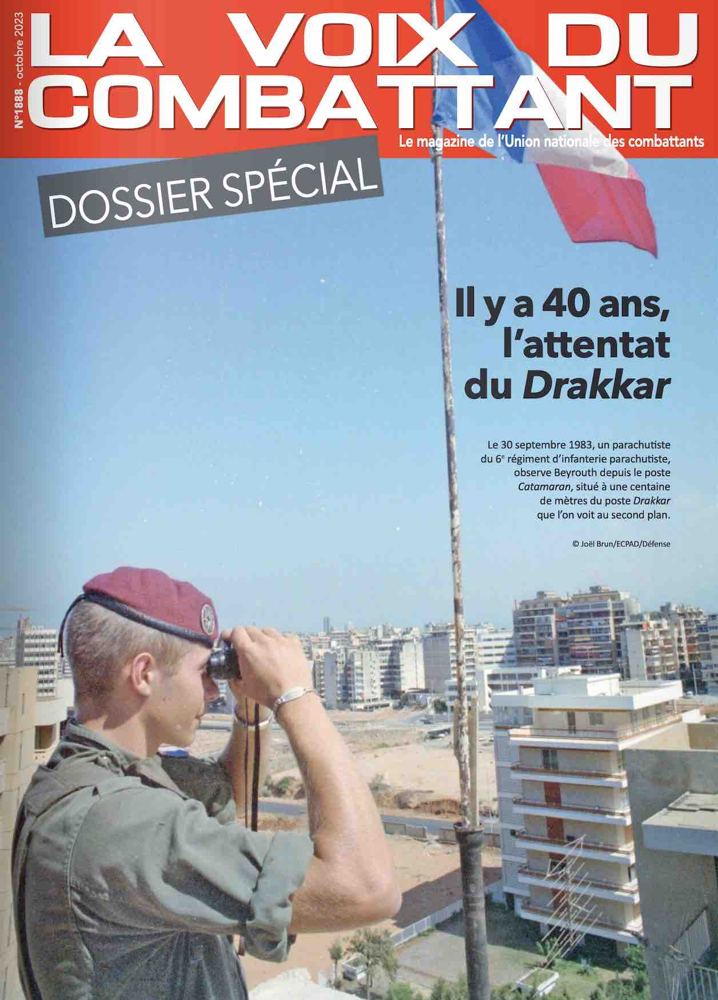 N°1888 - octobre 2023
LA VOIX DU
COMBATTANT
Le magazine de l'Union nationale des combattants
DOSSIER SPÉCIAL
Il y a 40 ans,
l'attentat
du Drakkar
Le 30 septembre 1983, un parachutiste
du 6e régiment d'infanterie parachutiste,
observe Beyrouth depuis le poste
Catamaran, situé à une centaine
de mètres du poste Drakkar
que l'on voit au second plan.
© Joël Brun/ECPAD/Défense